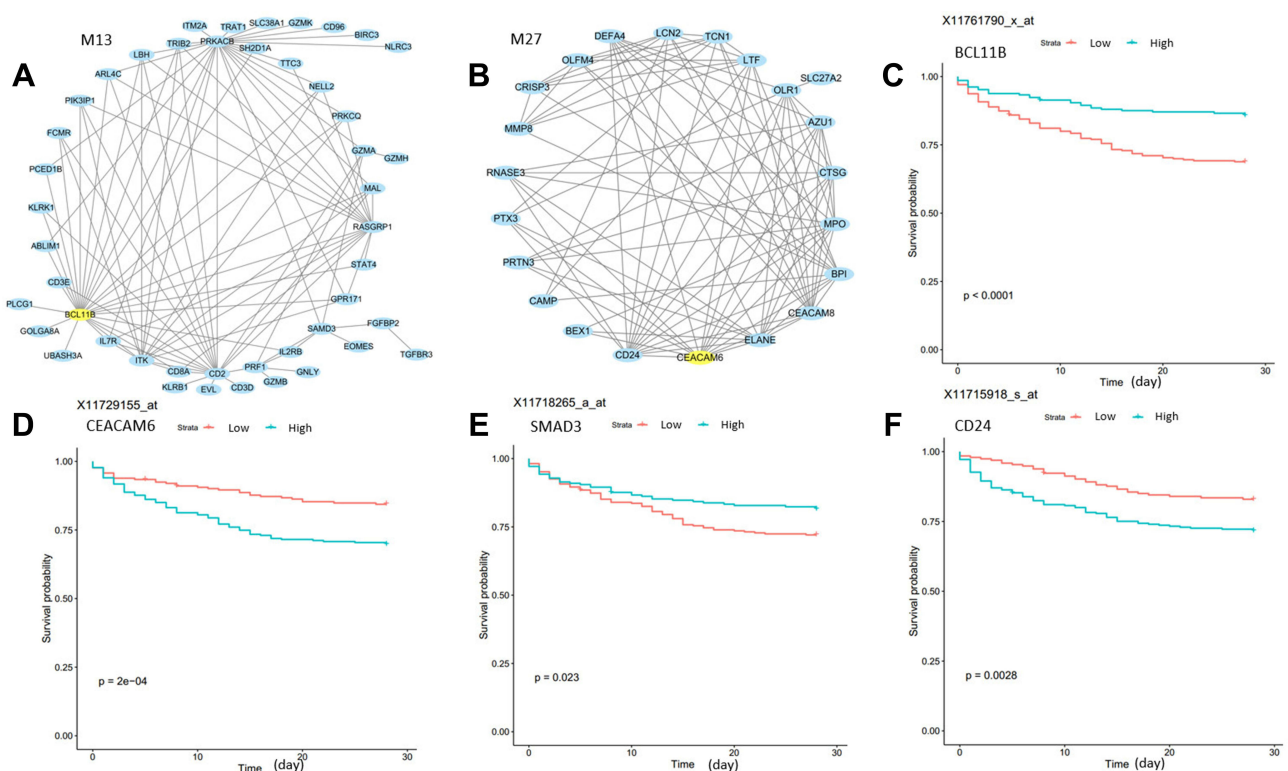 A
M13
ITM2A
TRAT1
SLC38A1
GZMK
CD96
BIRC3
NLRC3
TRIB2
PRKACB
SH2D1A
LBH
TTC3
ARL4C
NELL2
PIK3IP1
PRKCQ
FCMR
GZMA
GZMH
PCED1B
MAL
KLRK1
RASGRP1
ABLIM1
STAT4
CD3E
GPR171
PLCG1
BCL11B
GOLGA8A
SAMD3
FGFBP2
UBASH3A
IL7R
IL2RB
EOMES
TGFBR3
ITK
CD8A
CD2
PRF1
GNLY
KLRB1
EVL
CD3D
GZMB
B
M27
DEFA4
LCN2
TCN1
OLFM4
LTF
SLC27A2
CRISP3
OLR1
MMP8
AZU1
RNASE3
CTSG
PTX3
MPO
PRTN3
BPI
CAMP
CEACAM8
BEX1
ELANE
CD24
CEACAM6
C
X11761790_x_at
BCL11B
Strata Low High
1.00
0.75
0.50
0.25
0.00
Survival probability
p < 0.0001
0 10 20 30
Time (day)
D
X11729155_at
CEACAM6
Strata Low High
1.00
0.75
0.50
0.25
0.00
Survival probability
p = 2e−04
0 10 20 30
Time (day)
E
X11718265_a_at
SMAD3
Strata Low High
1.00
0.75
0.50
0.25
0.00
Survival probability
p = 0.023
0 10 20 30
Time (day)
F
X11715918_s_at
CD24
Strata Low High
1.00
0.75
0.50
0.25
0.00
Survival probability
p = 0.0028
0 10 20 30
Time (day)